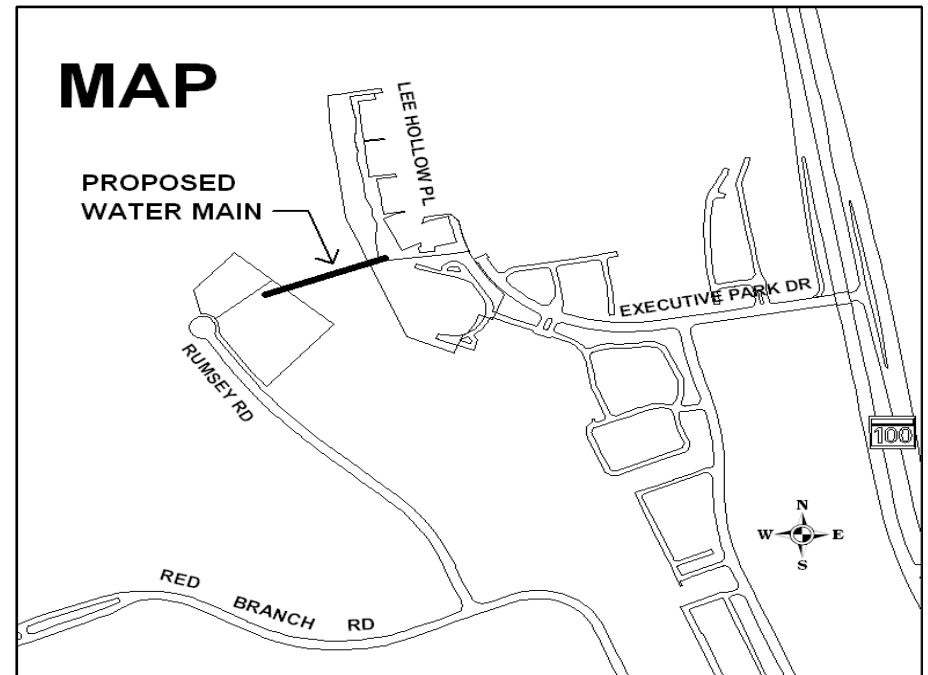 MAP
PROPOSED
WATER MAIN
LEE HOLLOW PL
EXECUTIVE PARK DR
RUMSEY RD
100
N
W E
S
RED BRANCH RD